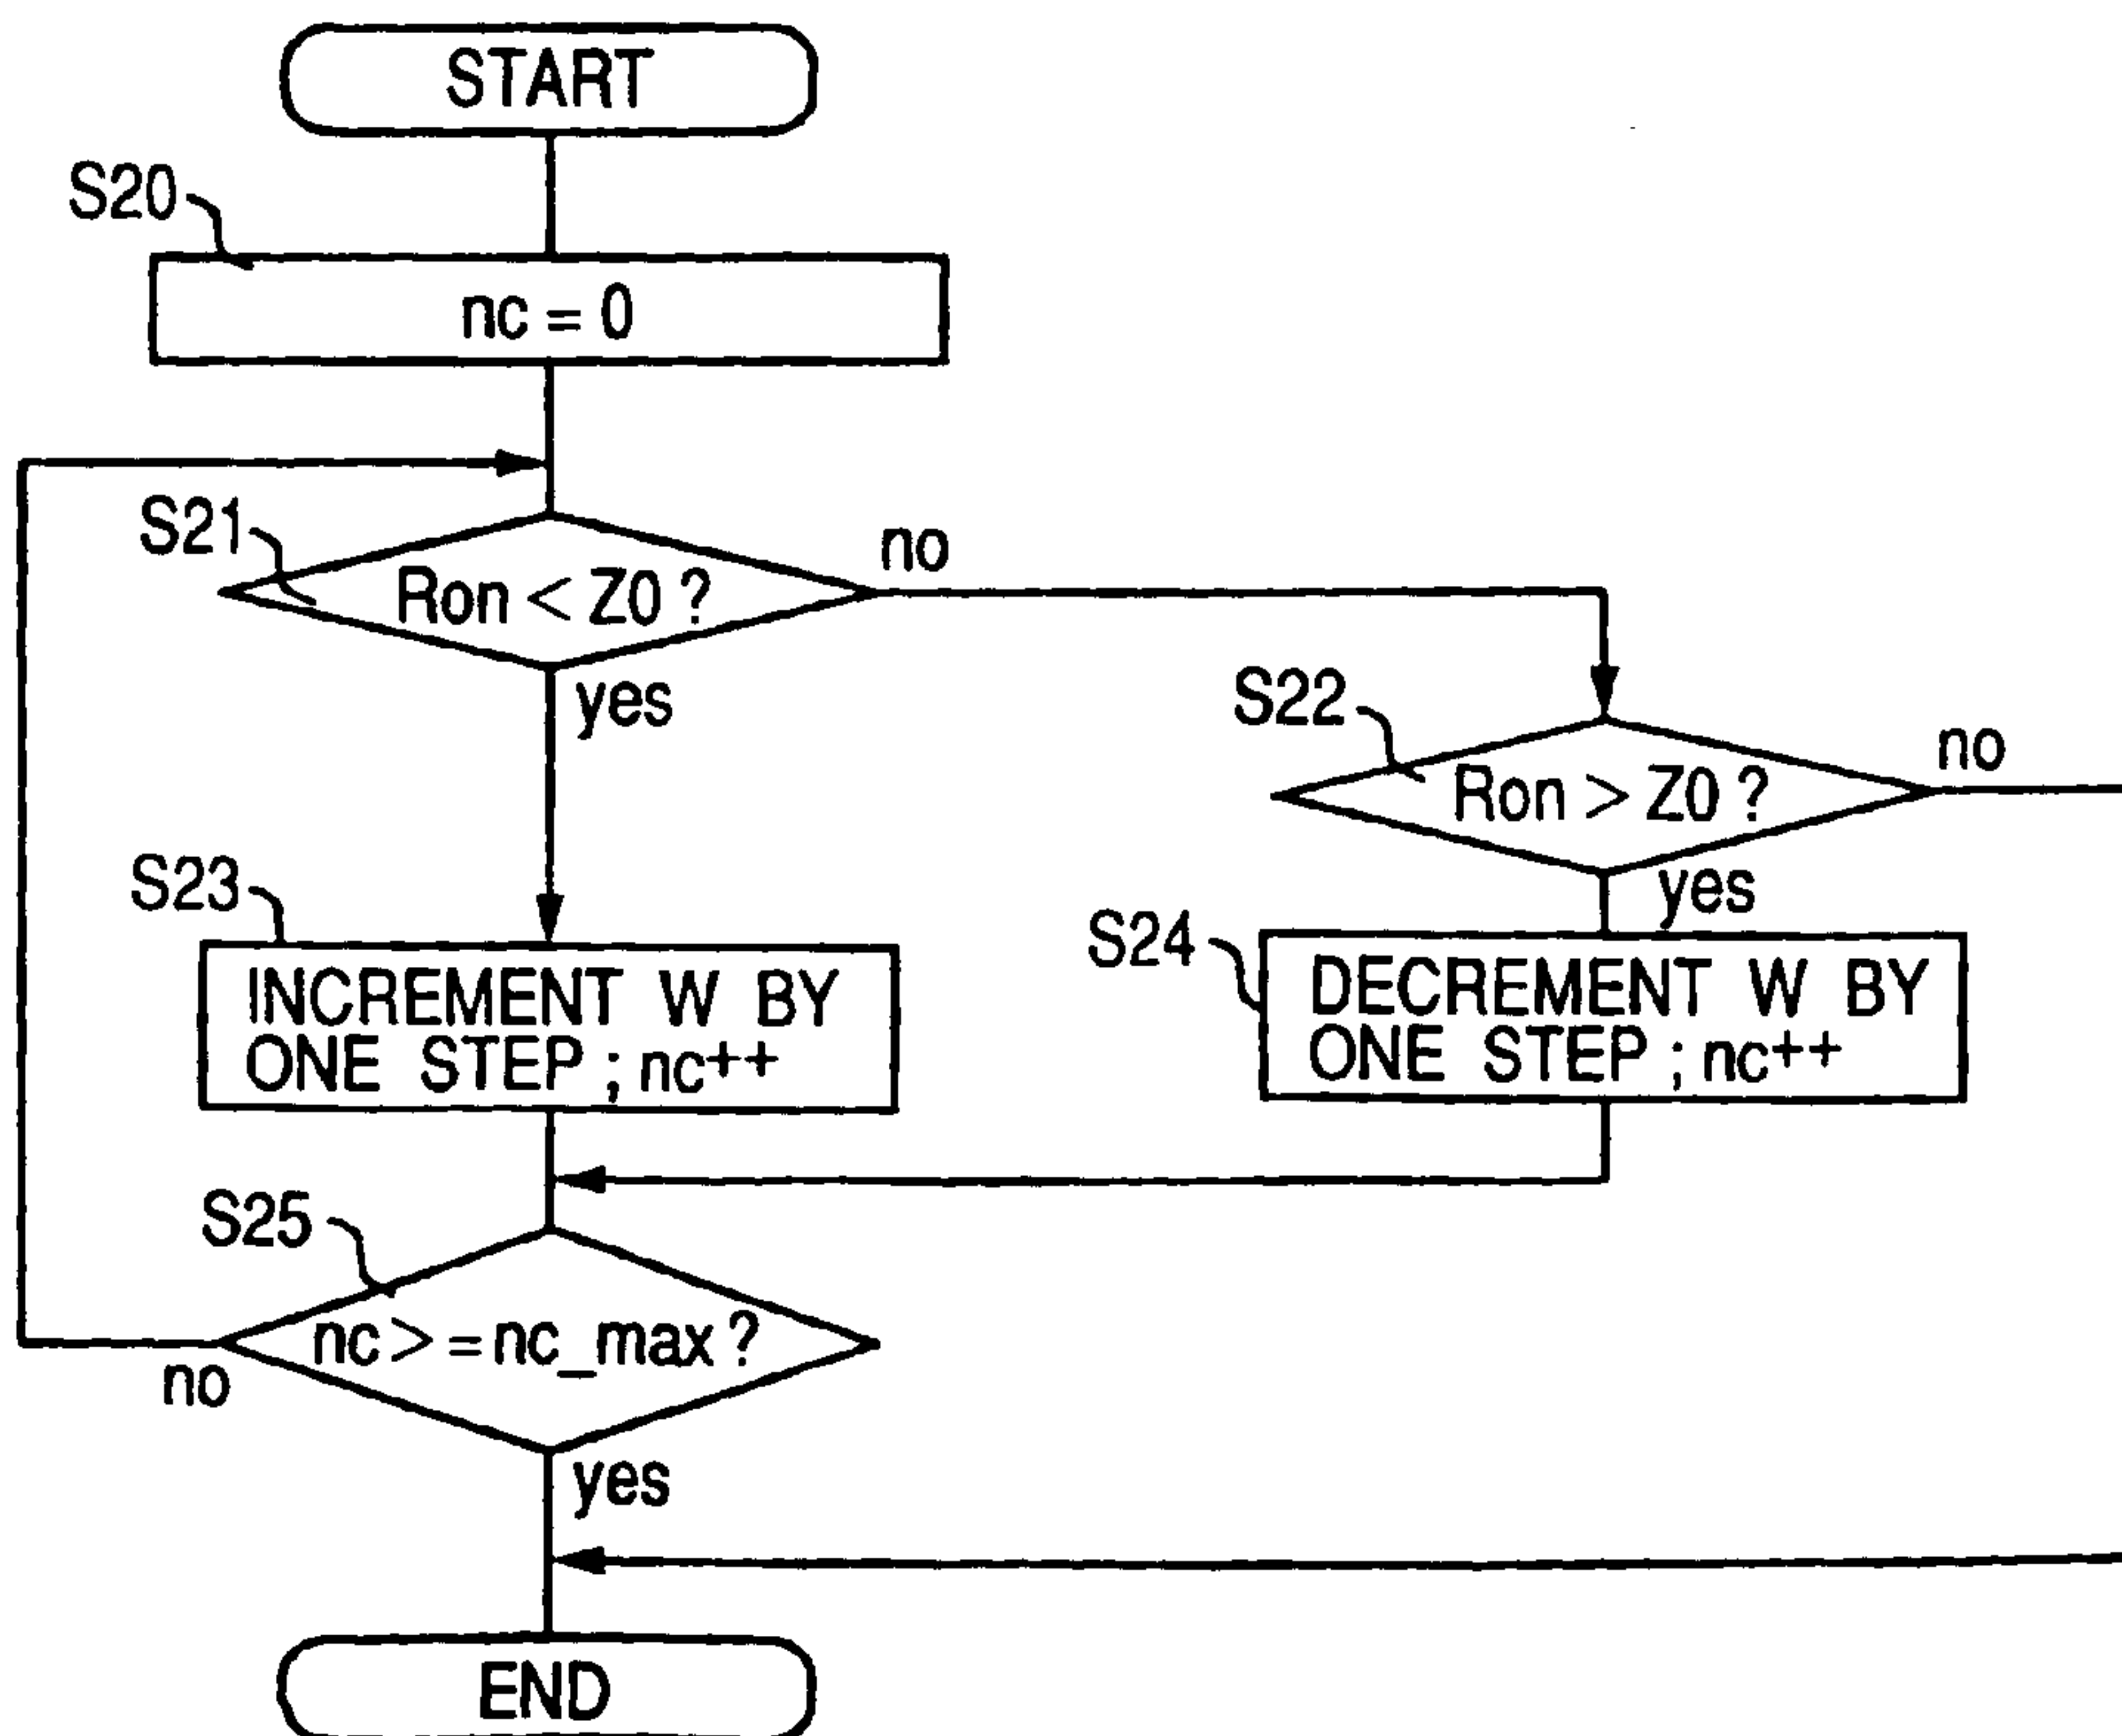 START
S20
nc = 0
S21
Ron < Z0 ?
no
yes
S22
Ron > Z0 ?
no
yes
S23
INCREMENT W BY
ONE STEP ; nc++
S24
DECREMENT W BY
ONE STEP ; nc++
S25
nc > = nc_max ?
no
yes
END